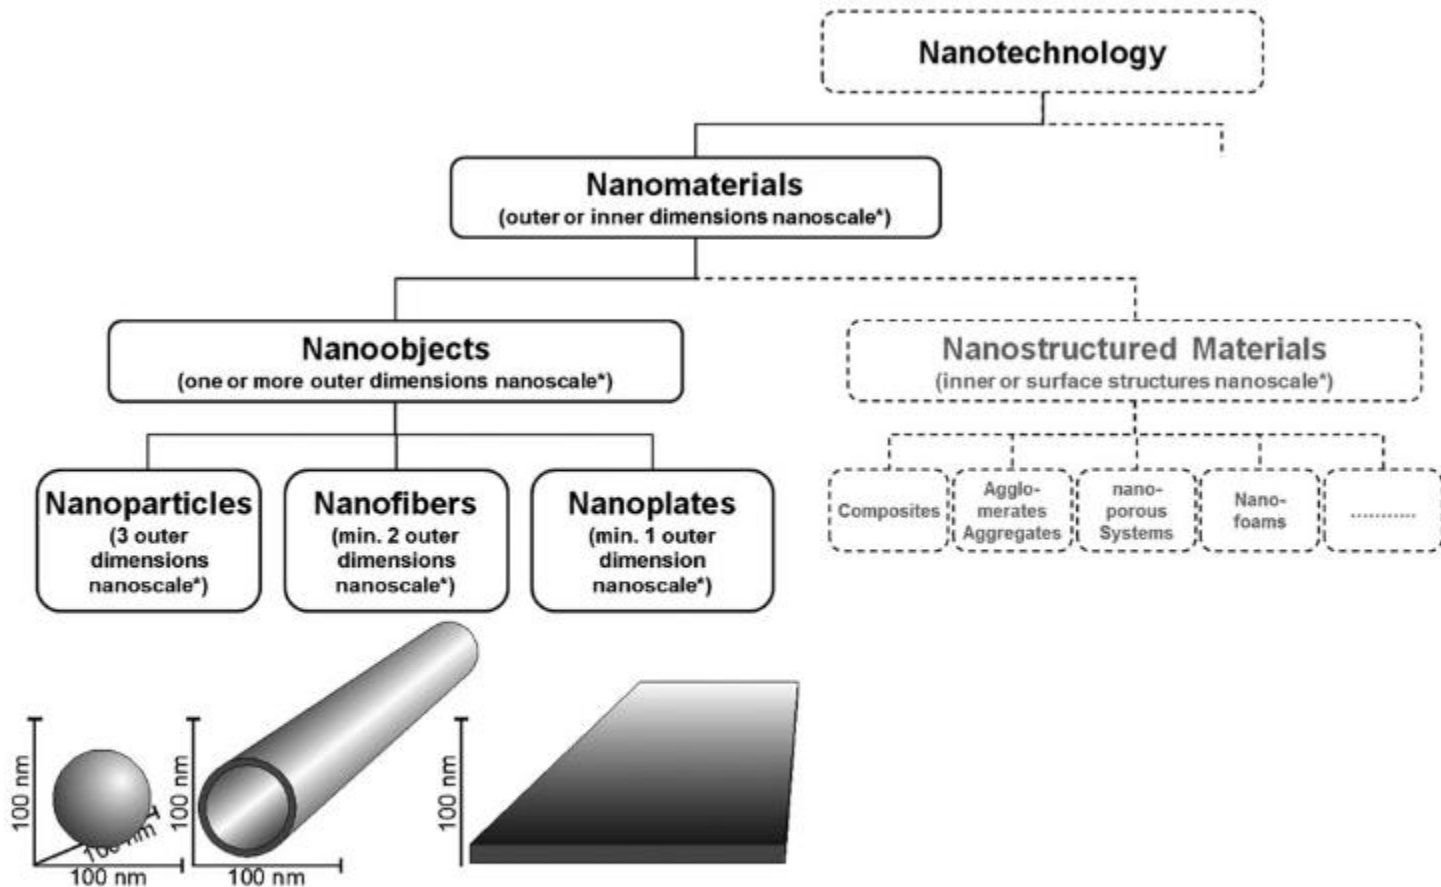 Nanotechnology
Nanomaterials
(outer or inner dimensions nanoscale*)
Nanoobjects
(one or more outer dimensions nanoscale*)
Nanostructured Materials
(inner or surface structures nanoscale*)
Nanoparticles
(3 outer
dimensions
nanoscale*)
Nanofibers
(min. 2 outer
dimensions
nanoscale*)
Nanoplates
(min. 1 outer
dimension
nanoscale*)
Composites
Agglo-
merates
Aggregates
nano-
porous
Systems
Nano-
foams
...........
100 nm
100 nm
100 nm
100 nm
100 nm
100 nm